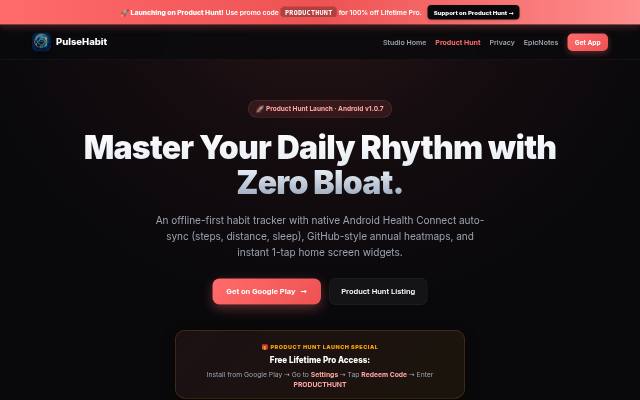 🚀 Launching on Product Hunt! Use promo code PRODUCTHUNT for 100% off Lifetime Pro. Support on Product Hunt →
PulseHabit Studio Home Product Hunt Privacy EpicNotes Get App
🚀 Product Hunt Launch · Android v1.0.7
Master Your Daily Rhythm with
Zero Bloat.
An offline-first habit tracker with native Android Health Connect auto-
sync (steps, distance, sleep), GitHub-style annual heatmaps, and
instant 1-tap home screen widgets.
Get on Google Play → Product Hunt Listing
🎁 PRODUCT HUNT LAUNCH SPECIAL
Free Lifetime Pro Access:
Install from Google Play → Go to Settings → Tap Redeem Code → Enter
PRODUCTHUNT